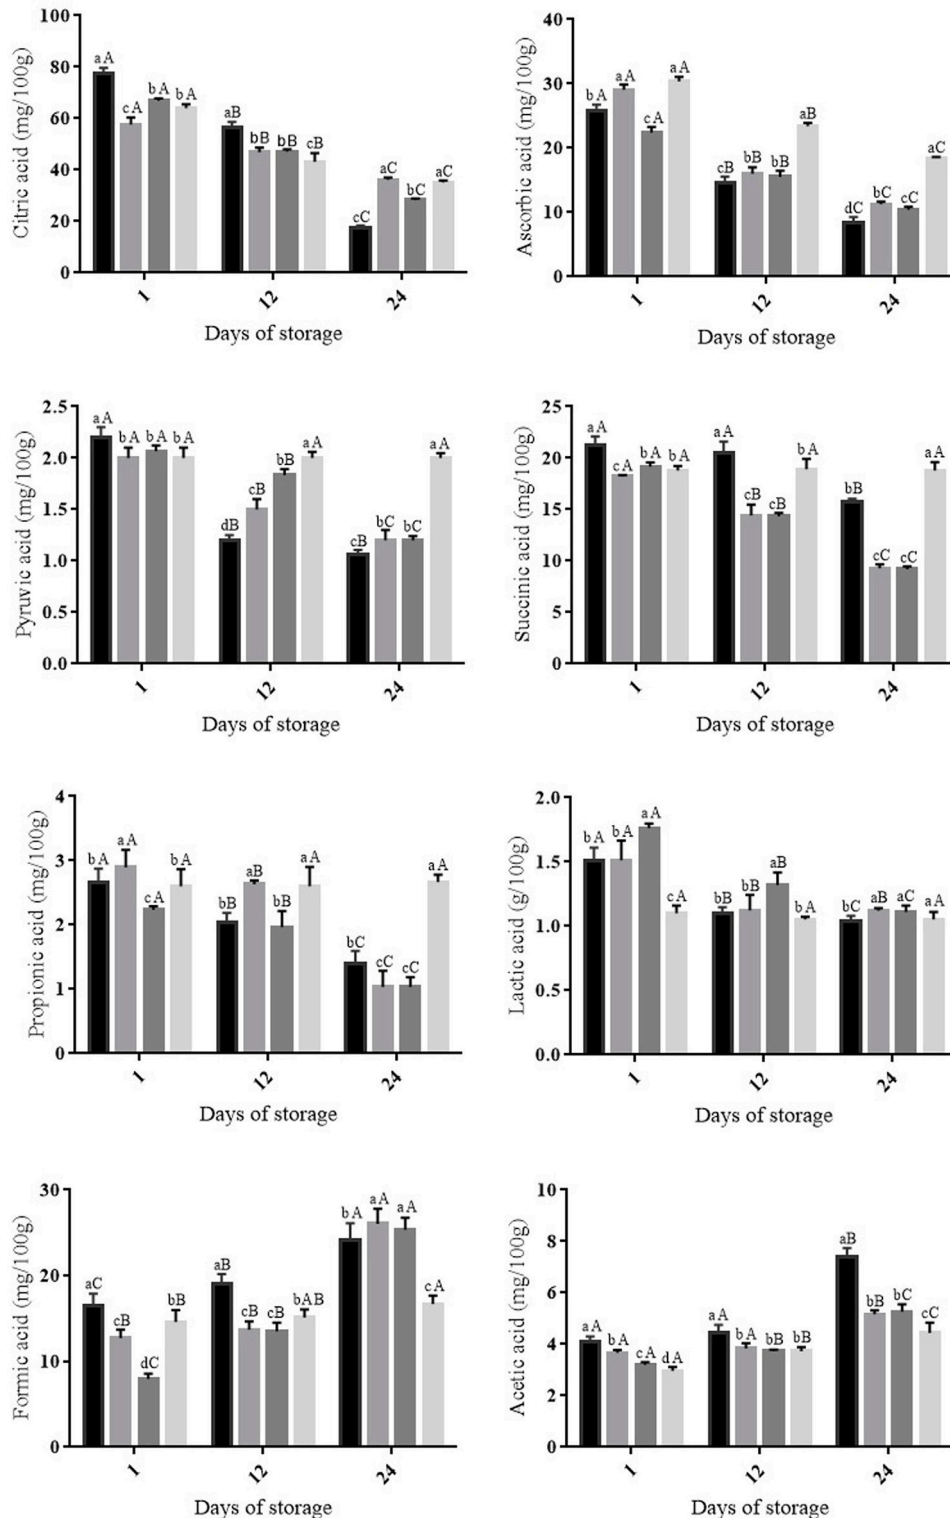 Citric acid (mg/100g)
80
100
60
40
20
0
aA
cA
bA
bA
aB
bB
bB
cB
cC
aC
bC
aC
1
12
24
Days of storage
Ascorbic acid (mg/100g)
40
30
20
10
0
bA
aA
cA
aA
cB
bB
bB
aB
dC
bC
cC
aC
1
12
24
Days of storage
Pyruvic acid (mg/100g)
2.5
2.0
1.5
1.0
0.5
0.0
aA
bA
bA
bA
dB
cB
bB
aA
cB
bC
bC
aA
1
12
24
Days of storage
Succinic acid (mg/100g)
25
20
15
10
5
0
aA
cA
bA
bA
aA
cB
cB
bA
bB
cC
cC
aA
1
12
24
Days of storage
Propionic acid (mg/100g)
4
3
2
1
0
bA
aA
cA
bA
bB
aB
bB
aA
bC
cC
cC
aA
1
12
24
Days of storage
Lactic acid (g/100g)
2.0
1.5
1.0
0.5
0.0
bA
bA
aA
cA
bB
bB
aB
bA
bC
aB
aC
aA
1
12
24
Days of storage
Formic acid (mg/100g)
30
20
10
0
aC
cB
dC
bB
aB
cB
cB
bAB
bA
aA
aA
cA
1
12
24
Days of storage
Acetic acid (mg/100g)
10
8
6
4
2
0
aA
bA
cA
dA
aA
bA
bB
bB
aB
bB
bC
cC
1
12
24
Days of storage